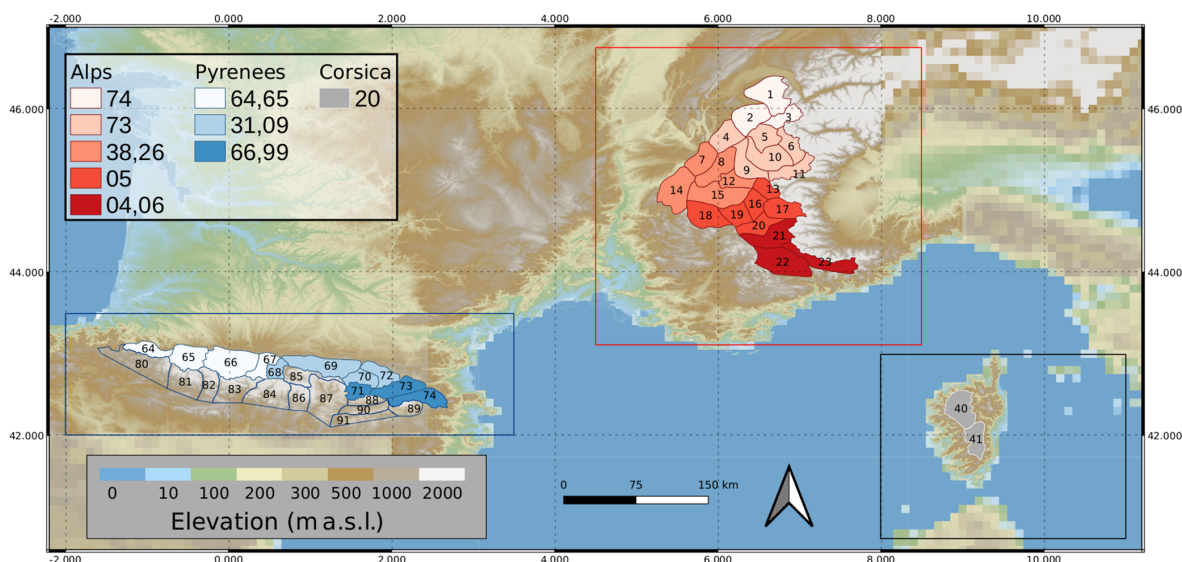 -2.000 0.000 2.000 4.000 6.000 8.000 10.000
Alps Pyrenees Corsica
74 64,65 20
73 31,09
38,26 66,99
05
04,06
46.000 46.000
44.000 44.000
42.000 42.000
1
2 3
4 5 6
7 8 9 10 11
12 13
14 15 16 17
18 19 20
21
22 23
64 65 66 67 68 69 70 71 72 73 74
80 81 82 83 84 85 86 87 88 89
90
91
40
41
0 10 100 200 300 500 1000 2000
Elevation (m a.s.l.)
0 75 150 km
-2.000 0.000 2.000 4.000 6.000 8.000 10.000